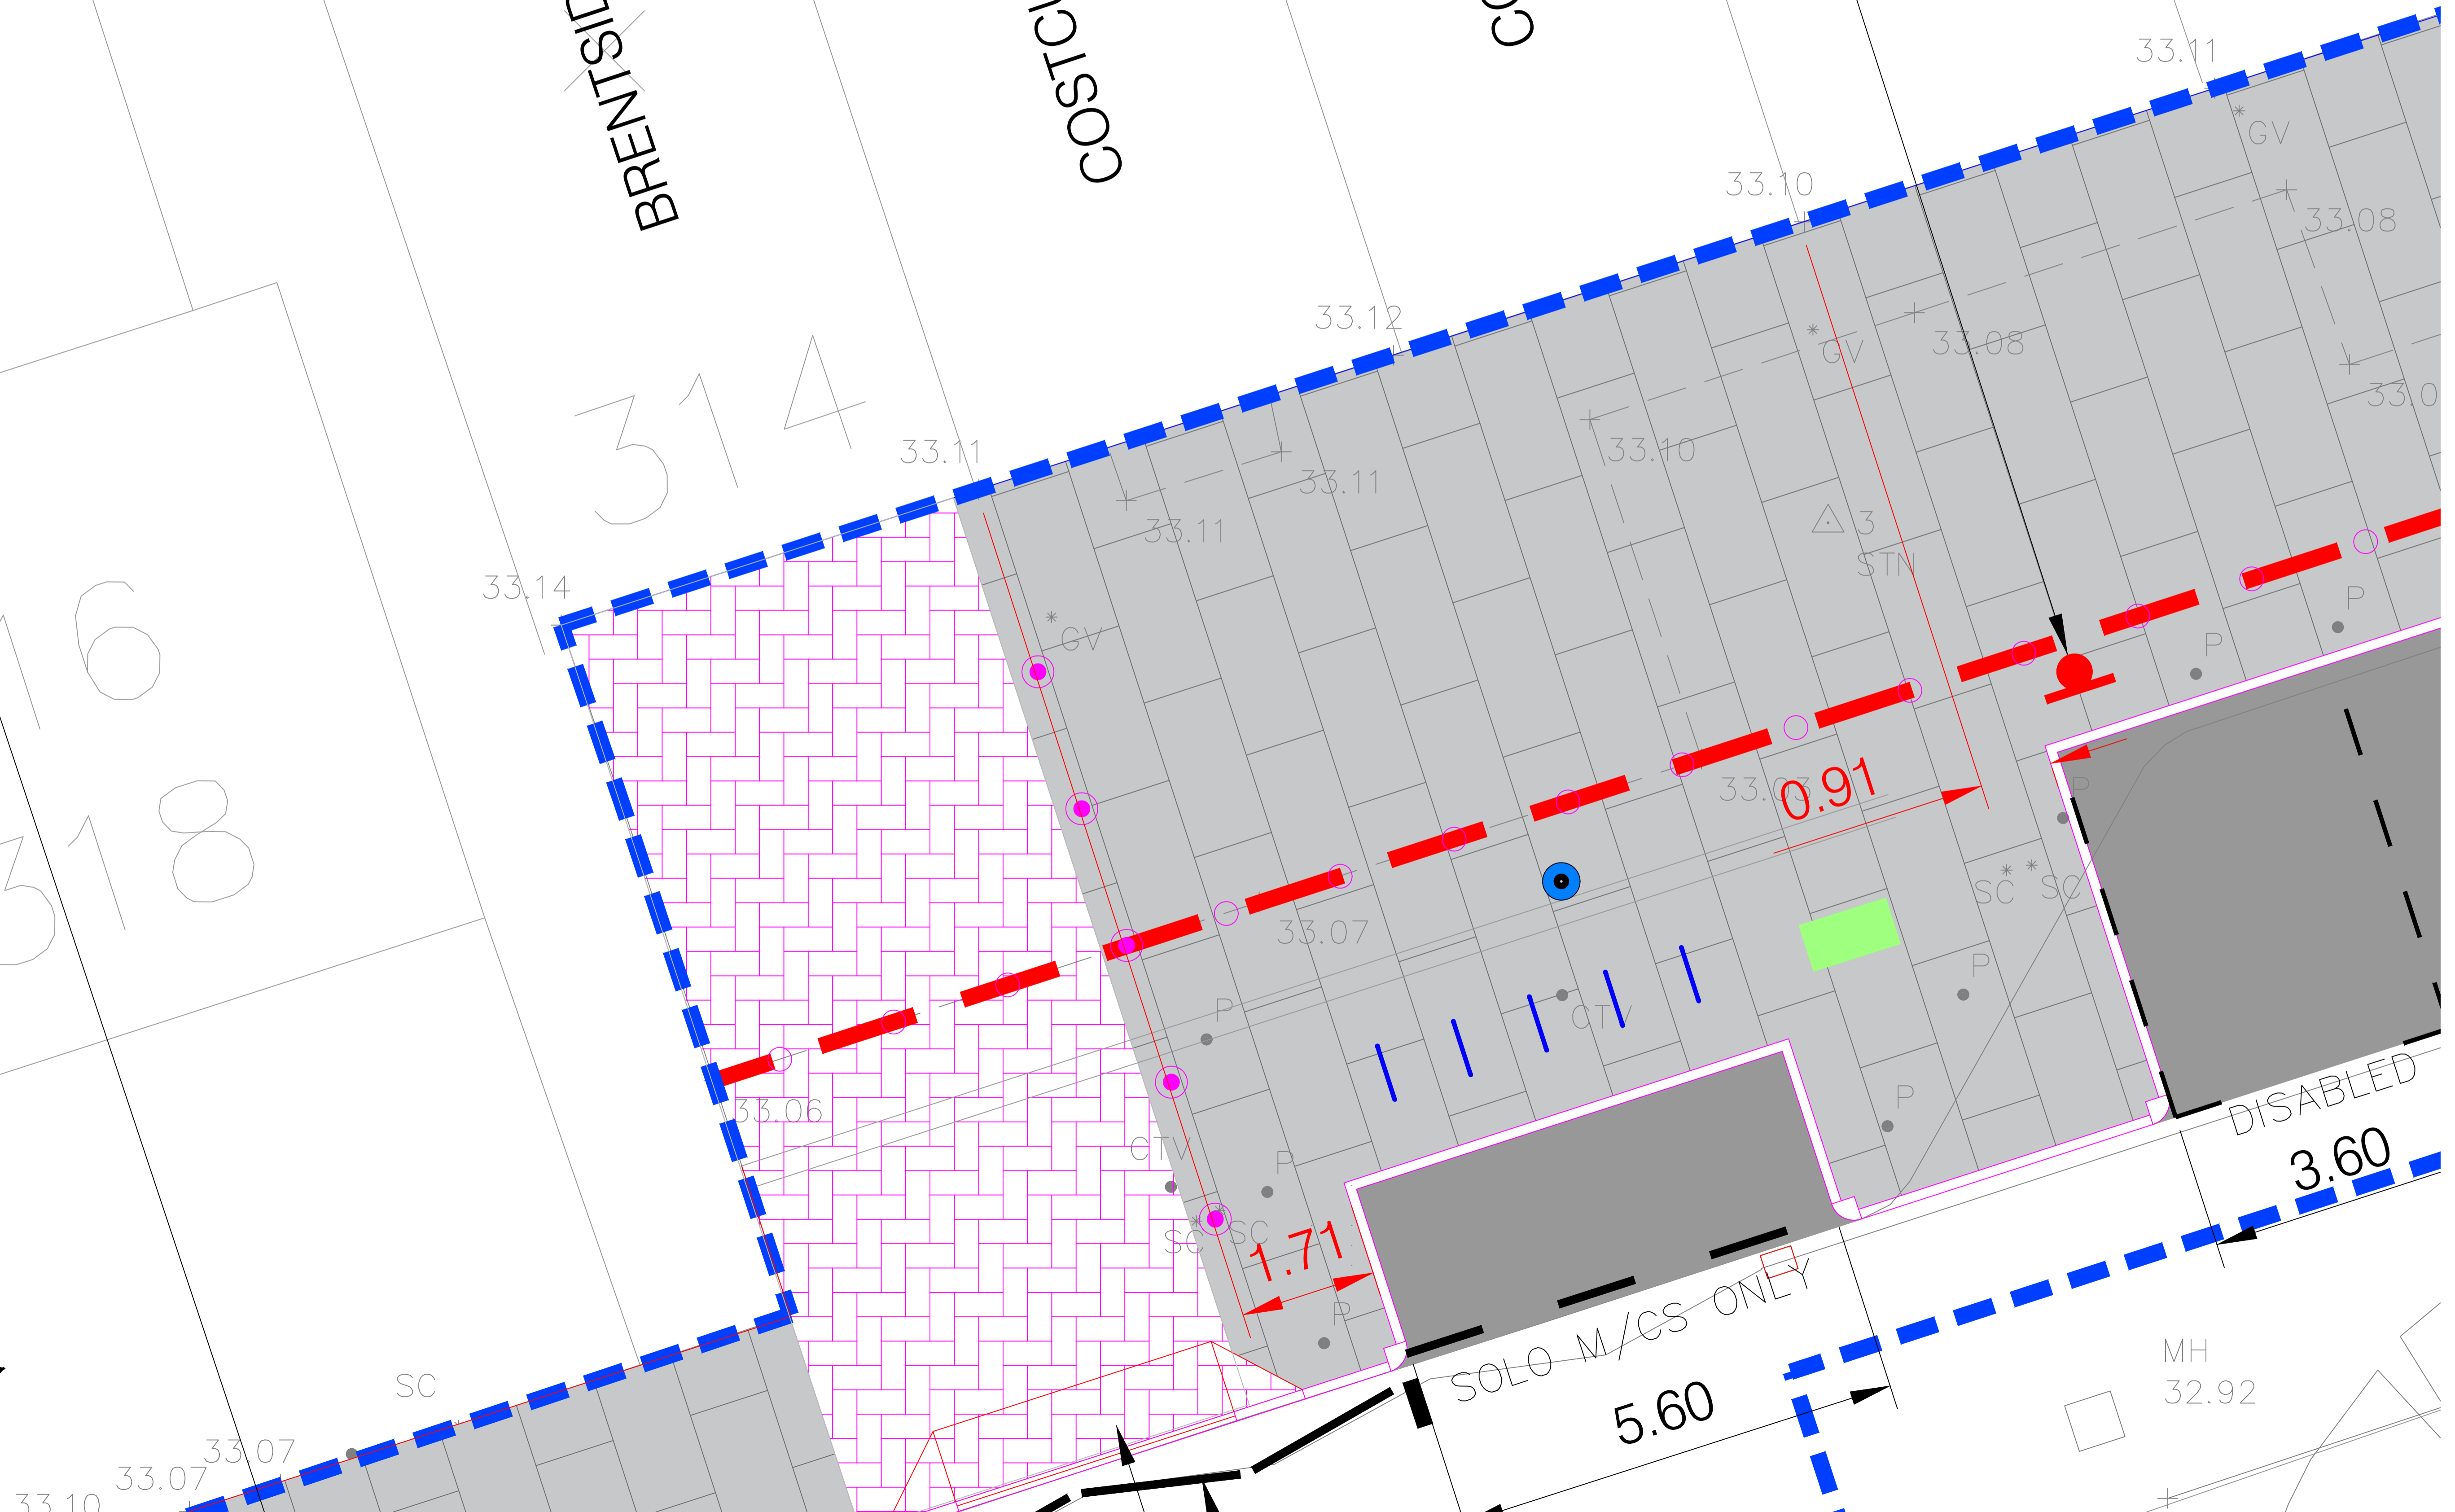 33.11
GV
33.10
33.08
33.12
GV
33.08
314
33.11
33.10
33.11
33.11
3
STN
33.14
16
GV
P
P
33.03
0.91
P
318
33.07
SC
SC
P
P
CTV
33.06
P
CTV
P
DISABLED
3.60
SC
SC
1.71
P
SOLO M/CS ONLY
MH
32.92
5.60
SC
33.07
33.07
33.10